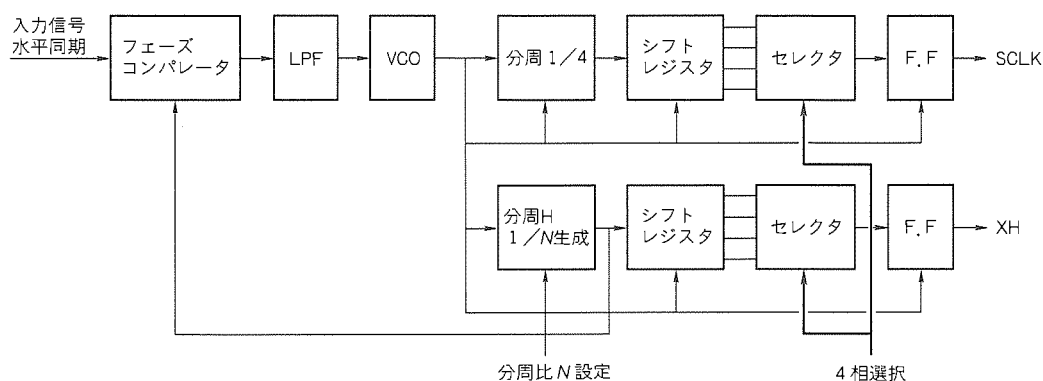 入力信号
水平同期
フェーズ
コンパレータ
LPF
VCO
分周 1/4
シフト
レジスタ
セレクタ
F.F
SCLK
分周H
1/N生成
シフト
レジスタ
セレクタ
F.F
XH
分周比N設定
4相選択